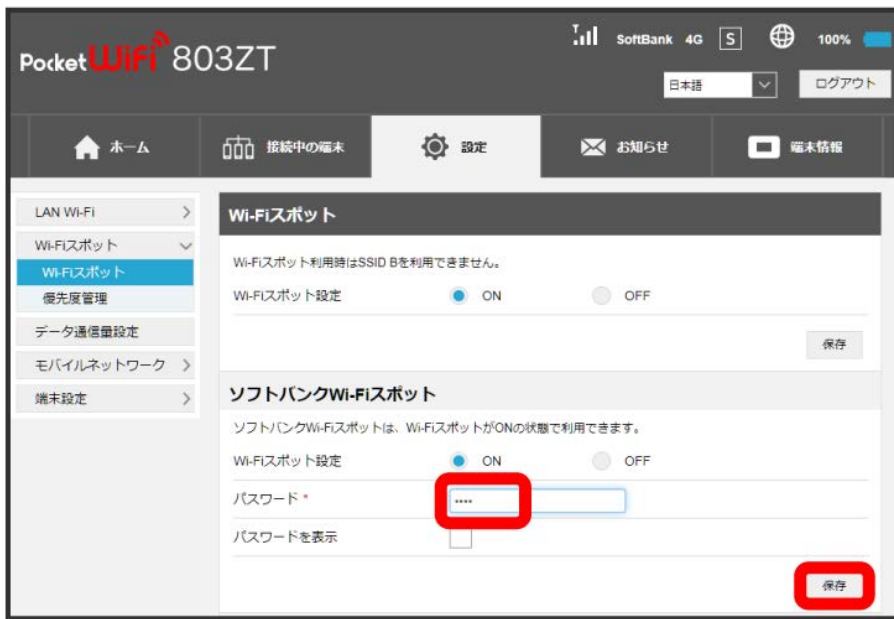 SoftBank 4G S 100%
Pocket WiFi 803ZT
日本語 ログアウト
ホーム 接続中の端末 設定 お知らせ 端末情報
LAN Wi-Fi
Wi-Fiスポット
Wi-Fiスポット
優先度管理
データ通信量設定
モバイルネットワーク
端末設定
Wi-Fiスポット
Wi-Fiスポット利用時はSSID Bを利用できません。
Wi-Fiスポット設定 ON OFF
保存
ソフトバンクWi-Fiスポット
ソフトバンクWi-Fiスポットは、Wi-FiスポットがONの状態で利用できます。
Wi-Fiスポット設定 ON OFF
パスワード * ····
パスワードを表示
保存